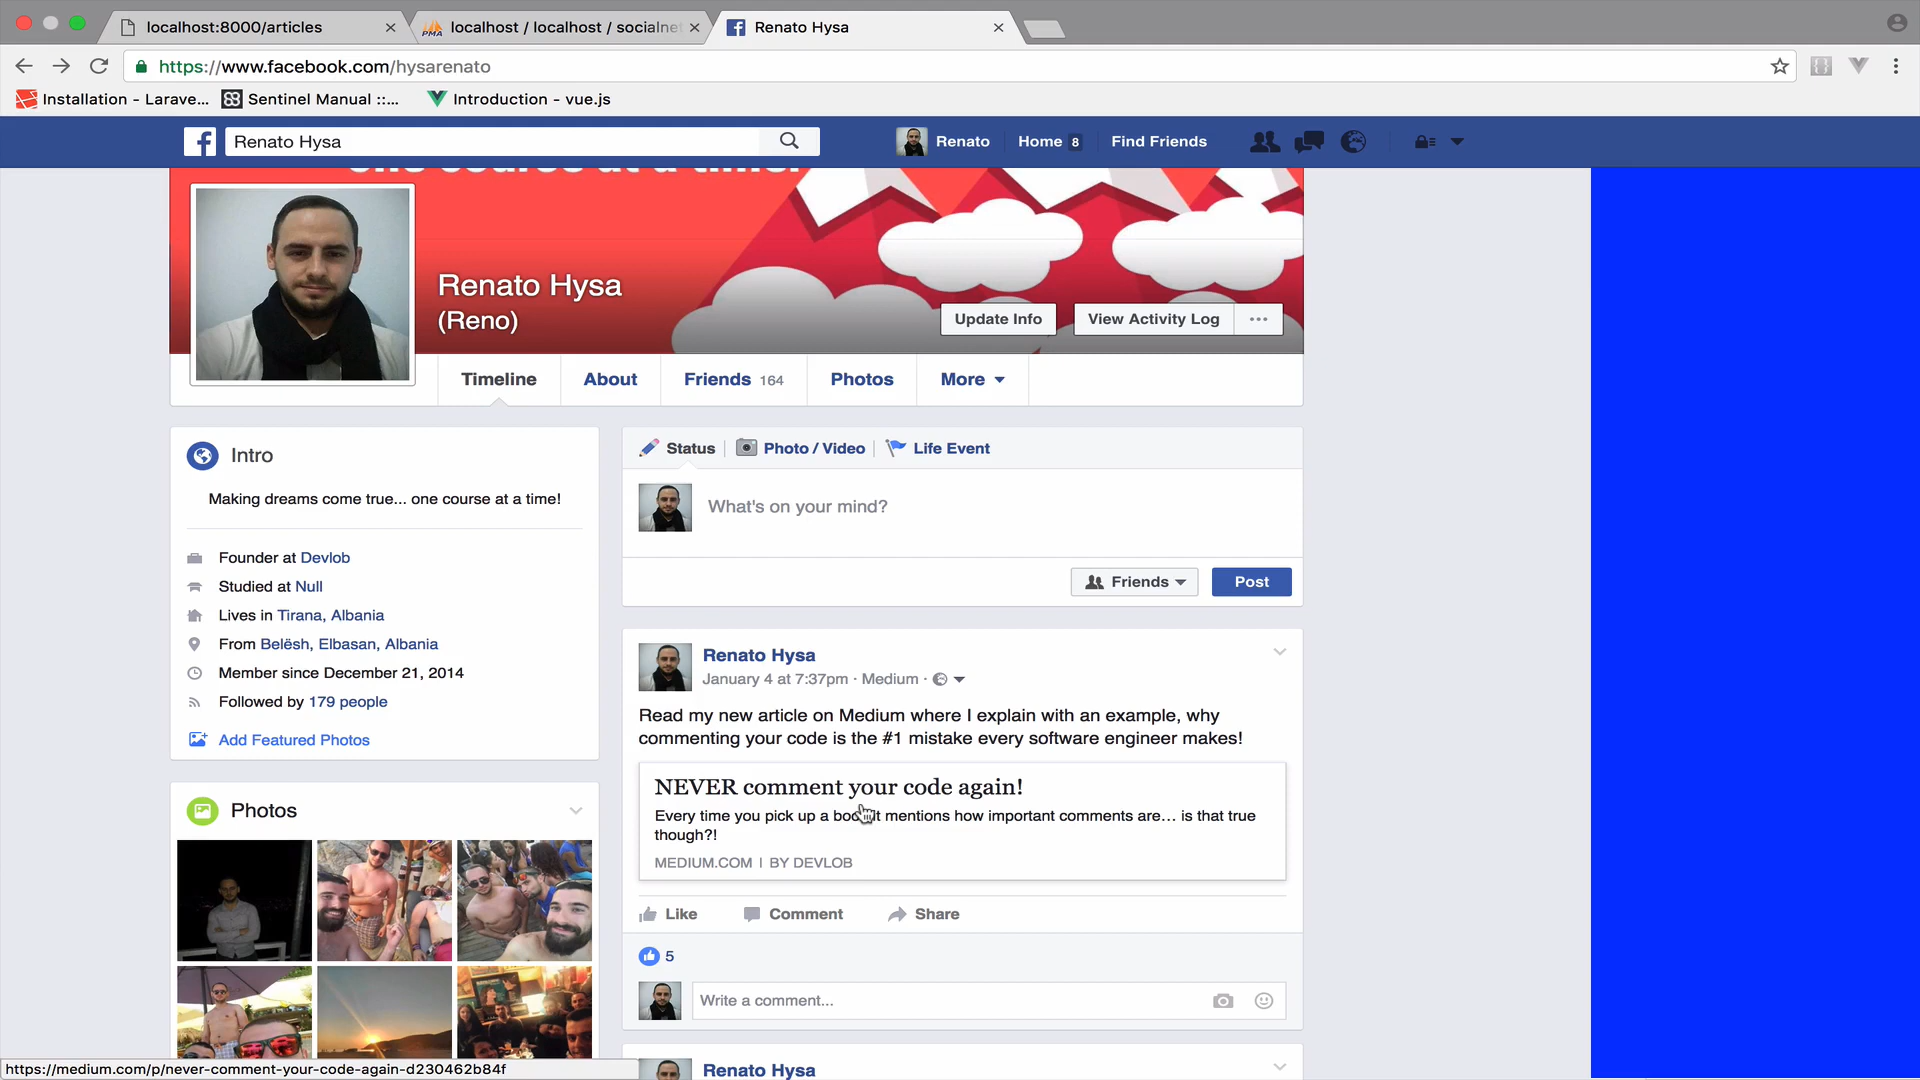 localhost:8000/articles
localhost / localhost / socialnet
Renato Hysa
https://www.facebook.com/hysarenato
Installation - Larave...
Sentinel Manual ::...
Introduction - vue.js
Renato Hysa
Renato
Home 8
Find Friends
one course at a time!
Renato Hysa
(Reno)
Update Info
View Activity Log
Timeline
About
Friends 164
Photos
More
Intro
Making dreams come true... one course at a time!
Founder at Devlob
Studied at Null
Lives in Tirana, Albania
From Belësh, Elbasan, Albania
Member since December 21, 2014
Followed by 179 people
Add Featured Photos
Photos
Status
Photo / Video
Life Event
What's on your mind?
Friends
Post
Renato Hysa
January 4 at 7:37pm · Medium ·
Read my new article on Medium where I explain with an example, why
commenting your code is the #1 mistake every software engineer makes!
NEVER comment your code again!
Every time you pick up a book it mentions how important comments are… is that true
though?!
MEDIUM.COM | BY DEVLOB
Like
Comment
Share
5
Write a comment...
Renato Hysa
https://medium.com/p/never-comment-your-code-again-d230462b84f